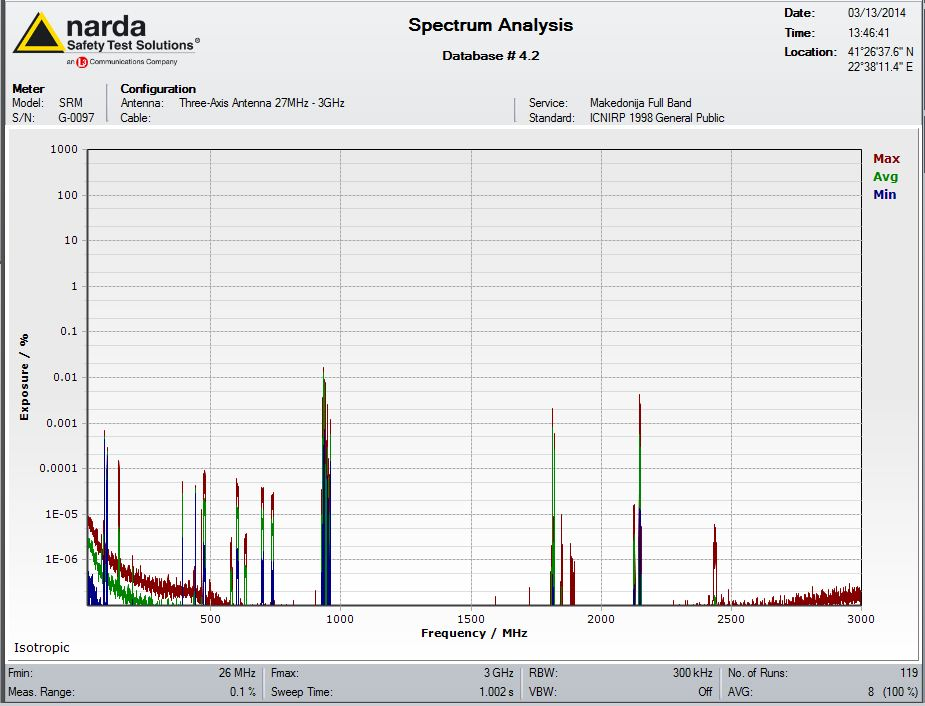 narda
Safety Test Solutions®
an L3 Communications Company
Spectrum Analysis
Database # 4.2
Date: 03/13/2014
Time: 13:46:41
Location: 41°26'37.6" N
22°38'11.4" E
Meter
Model: SRM
S/N: G-0097
Configuration
Antenna: Three-Axis Antenna 27MHz - 3GHz
Cable:
Service: Makedonija Full Band
Standard: ICNIRP 1998 General Public
Max
Avg
Min
Exposure / %
1000
100
10
1
0.1
0.01
0.001
0.0001
1E-05
1E-06
500 1000 1500 2000 2500 3000
Frequency / MHz
Isotropic
Fmin: 26 MHz Fmax: 3 GHz RBW: 300 kHz No. of Runs: 119
Meas. Range: 0.1 % Sweep Time: 1.002 s VBW: Off AVG: 8 (100 %)